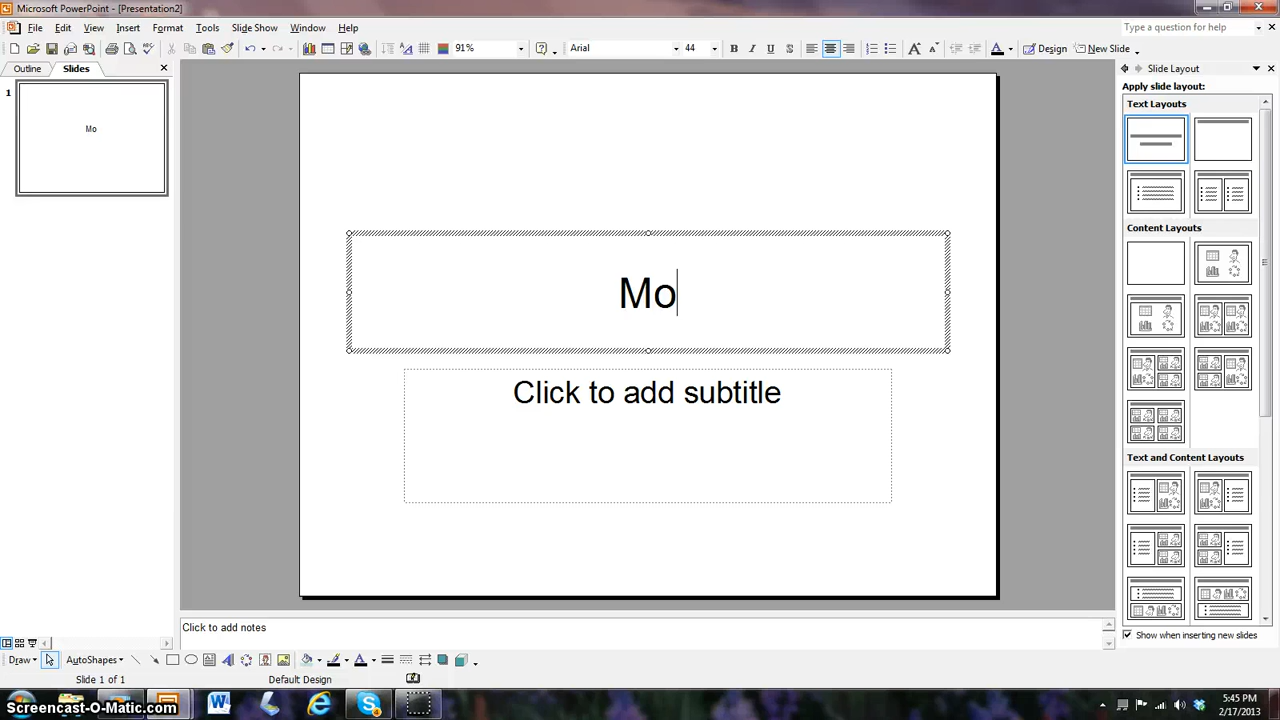 Microsoft PowerPoint - [Presentation2]
File Edit View Insert Format Tools Slide Show Window Help
Type a question for help
91%
Arial
44
Design
New Slide
Outline
Slides
Slide Layout
1
Mo
Apply slide layout:
Text Layouts
Content Layouts
Text and Content Layouts
Mo
Click to add subtitle
Click to add notes
Show when inserting new slides
Draw
AutoShapes
Slide 1 of 1
Default Design
Screencast-O-Matic.com
5:45 PM
2/17/2013